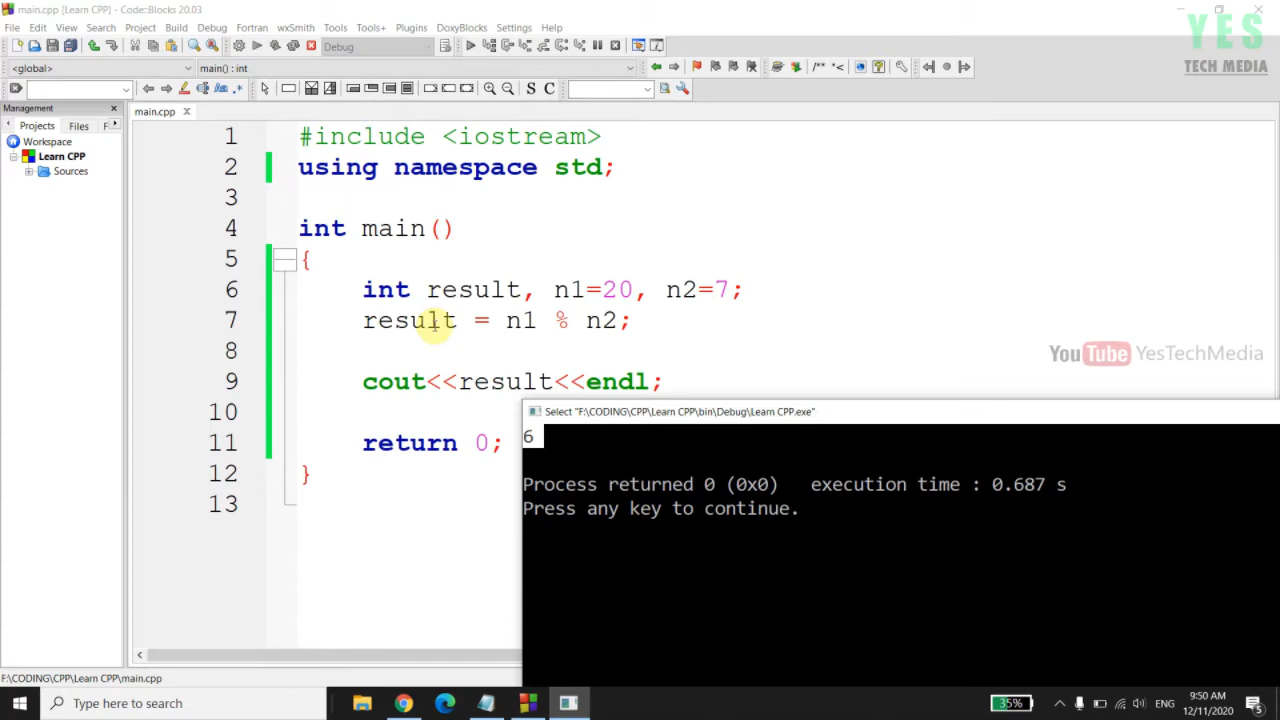 main.cpp [Learn CPP] - Code::Blocks 20.03
YES
TECH MEDIA
File Edit View Search Project Build Debug Fortran wxSmith Tools Tools+ Plugins DoxyBlocks Settings Help
Debug
<global> main() : int /** *<
S C
Management
main.cpp
Projects Files F
Workspace
Learn CPP
Sources
1 #include <iostream>
2 using namespace std;
3
4 int main()
5 {
6 int result, n1=20, n2=7;
7 result = n1 % n2;
8
9 cout<<result<<endl;
10
11 return 0;
12 }
13
YouTube YesTechMedia
Select "F:\CODING\CPP\Learn CPP\bin\Debug\Learn CPP.exe"
6
Process returned 0 (0x0) execution time : 0.687 s
Press any key to continue.
F:\CODING\CPP\Learn CPP\main.cpp
Type here to search
35%
ENG
9:50 AM
12/11/2020
5